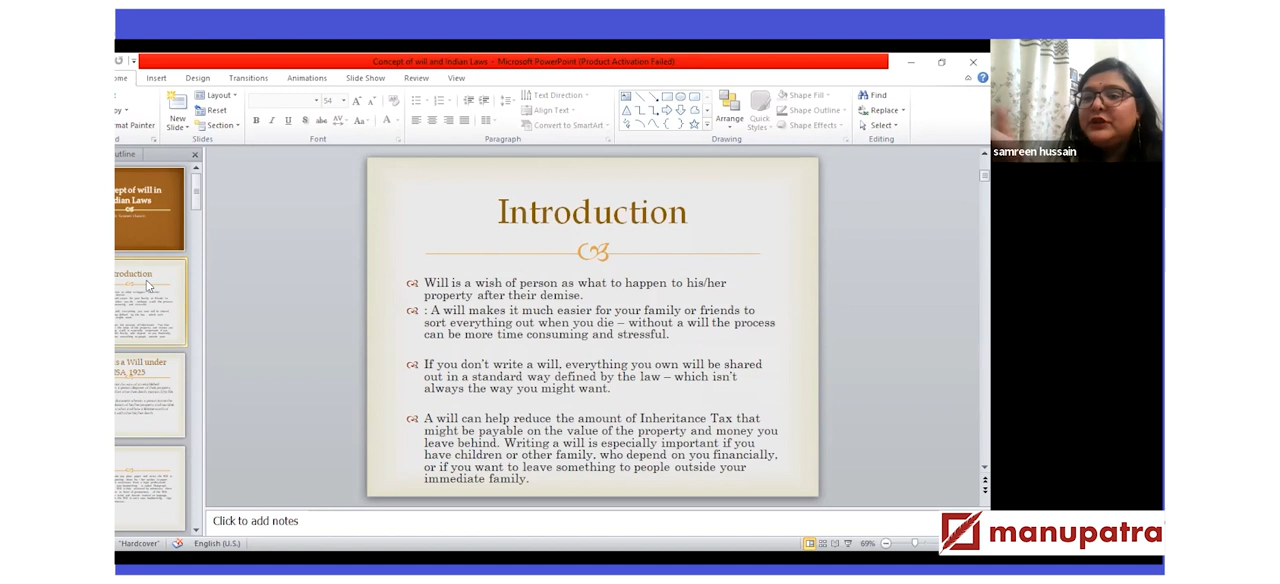 Concept of will and Indian Laws - Microsoft PowerPoint (Product Activation Failed)
ome Insert Design Transitions Animations Slide Show Review View
Layout
Reset
Section
New
Slide
mat Painter
Slides
54
Font
Text Direction
Align Text
Convert to SmartArt
Paragraph
Arrange
Quick
Styles
Shape Fill
Shape Outline
Shape Effects
Drawing
Find
Replace
Select
Editing
samreen hussain
utline
cept of will in
dian Laws
roduction
s a Will under
ISA 1925
Introduction
Will is a wish of person as what to happen to his/her
property after their demise.
: A will makes it much easier for your family or friends to
sort everything out when you die – without a will the process
can be more time consuming and stressful.
If you don't write a will, everything you own will be shared
out in a standard way defined by the law – which isn't
always the way you might want.
A will can help reduce the amount of Inheritance Tax that
might be payable on the value of the property and money you
leave behind. Writing a will is especially important if you
have children or other family, who depend on you financially,
or if you want to leave something to people outside your
immediate family.
Click to add notes
"Hardcover" English (U.S.) 69%
manupatra